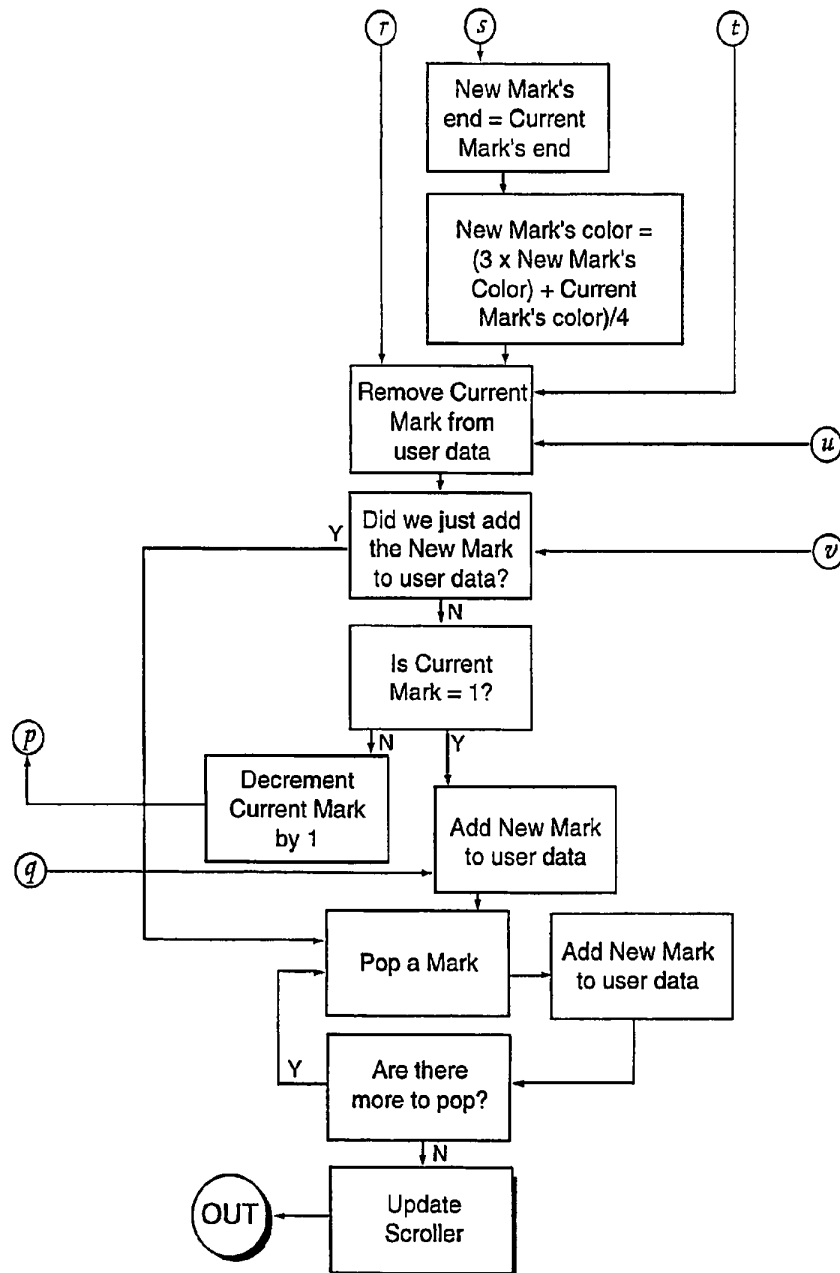 r
s
t
New Mark's
end = Current
Mark's end
New Mark's color =
(3 x New Mark's
Color) + Current
Mark's color)/4
Remove Current
Mark from
user data
u
Did we just add
the New Mark
to user data?
Y
v
N
Is Current
Mark = 1?
p
N
Y
Decrement
Current Mark
by 1
Add New Mark
to user data
q
Pop a Mark
Add New Mark
to user data
Y
Are there
more to pop?
N
OUT
Update
Scroller